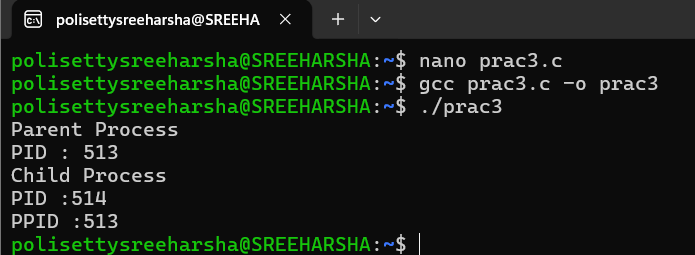 polisettysreeharsha@SREEHA
polisettysreeharsha@SREEHARSHA:~$ nano prac3.c
polisettysreeharsha@SREEHARSHA:~$ gcc prac3.c -o prac3
polisettysreeharsha@SREEHARSHA:~$ ./prac3
Parent Process
PID : 513
Child Process
PID :514
PPID :513
polisettysreeharsha@SREEHARSHA:~$